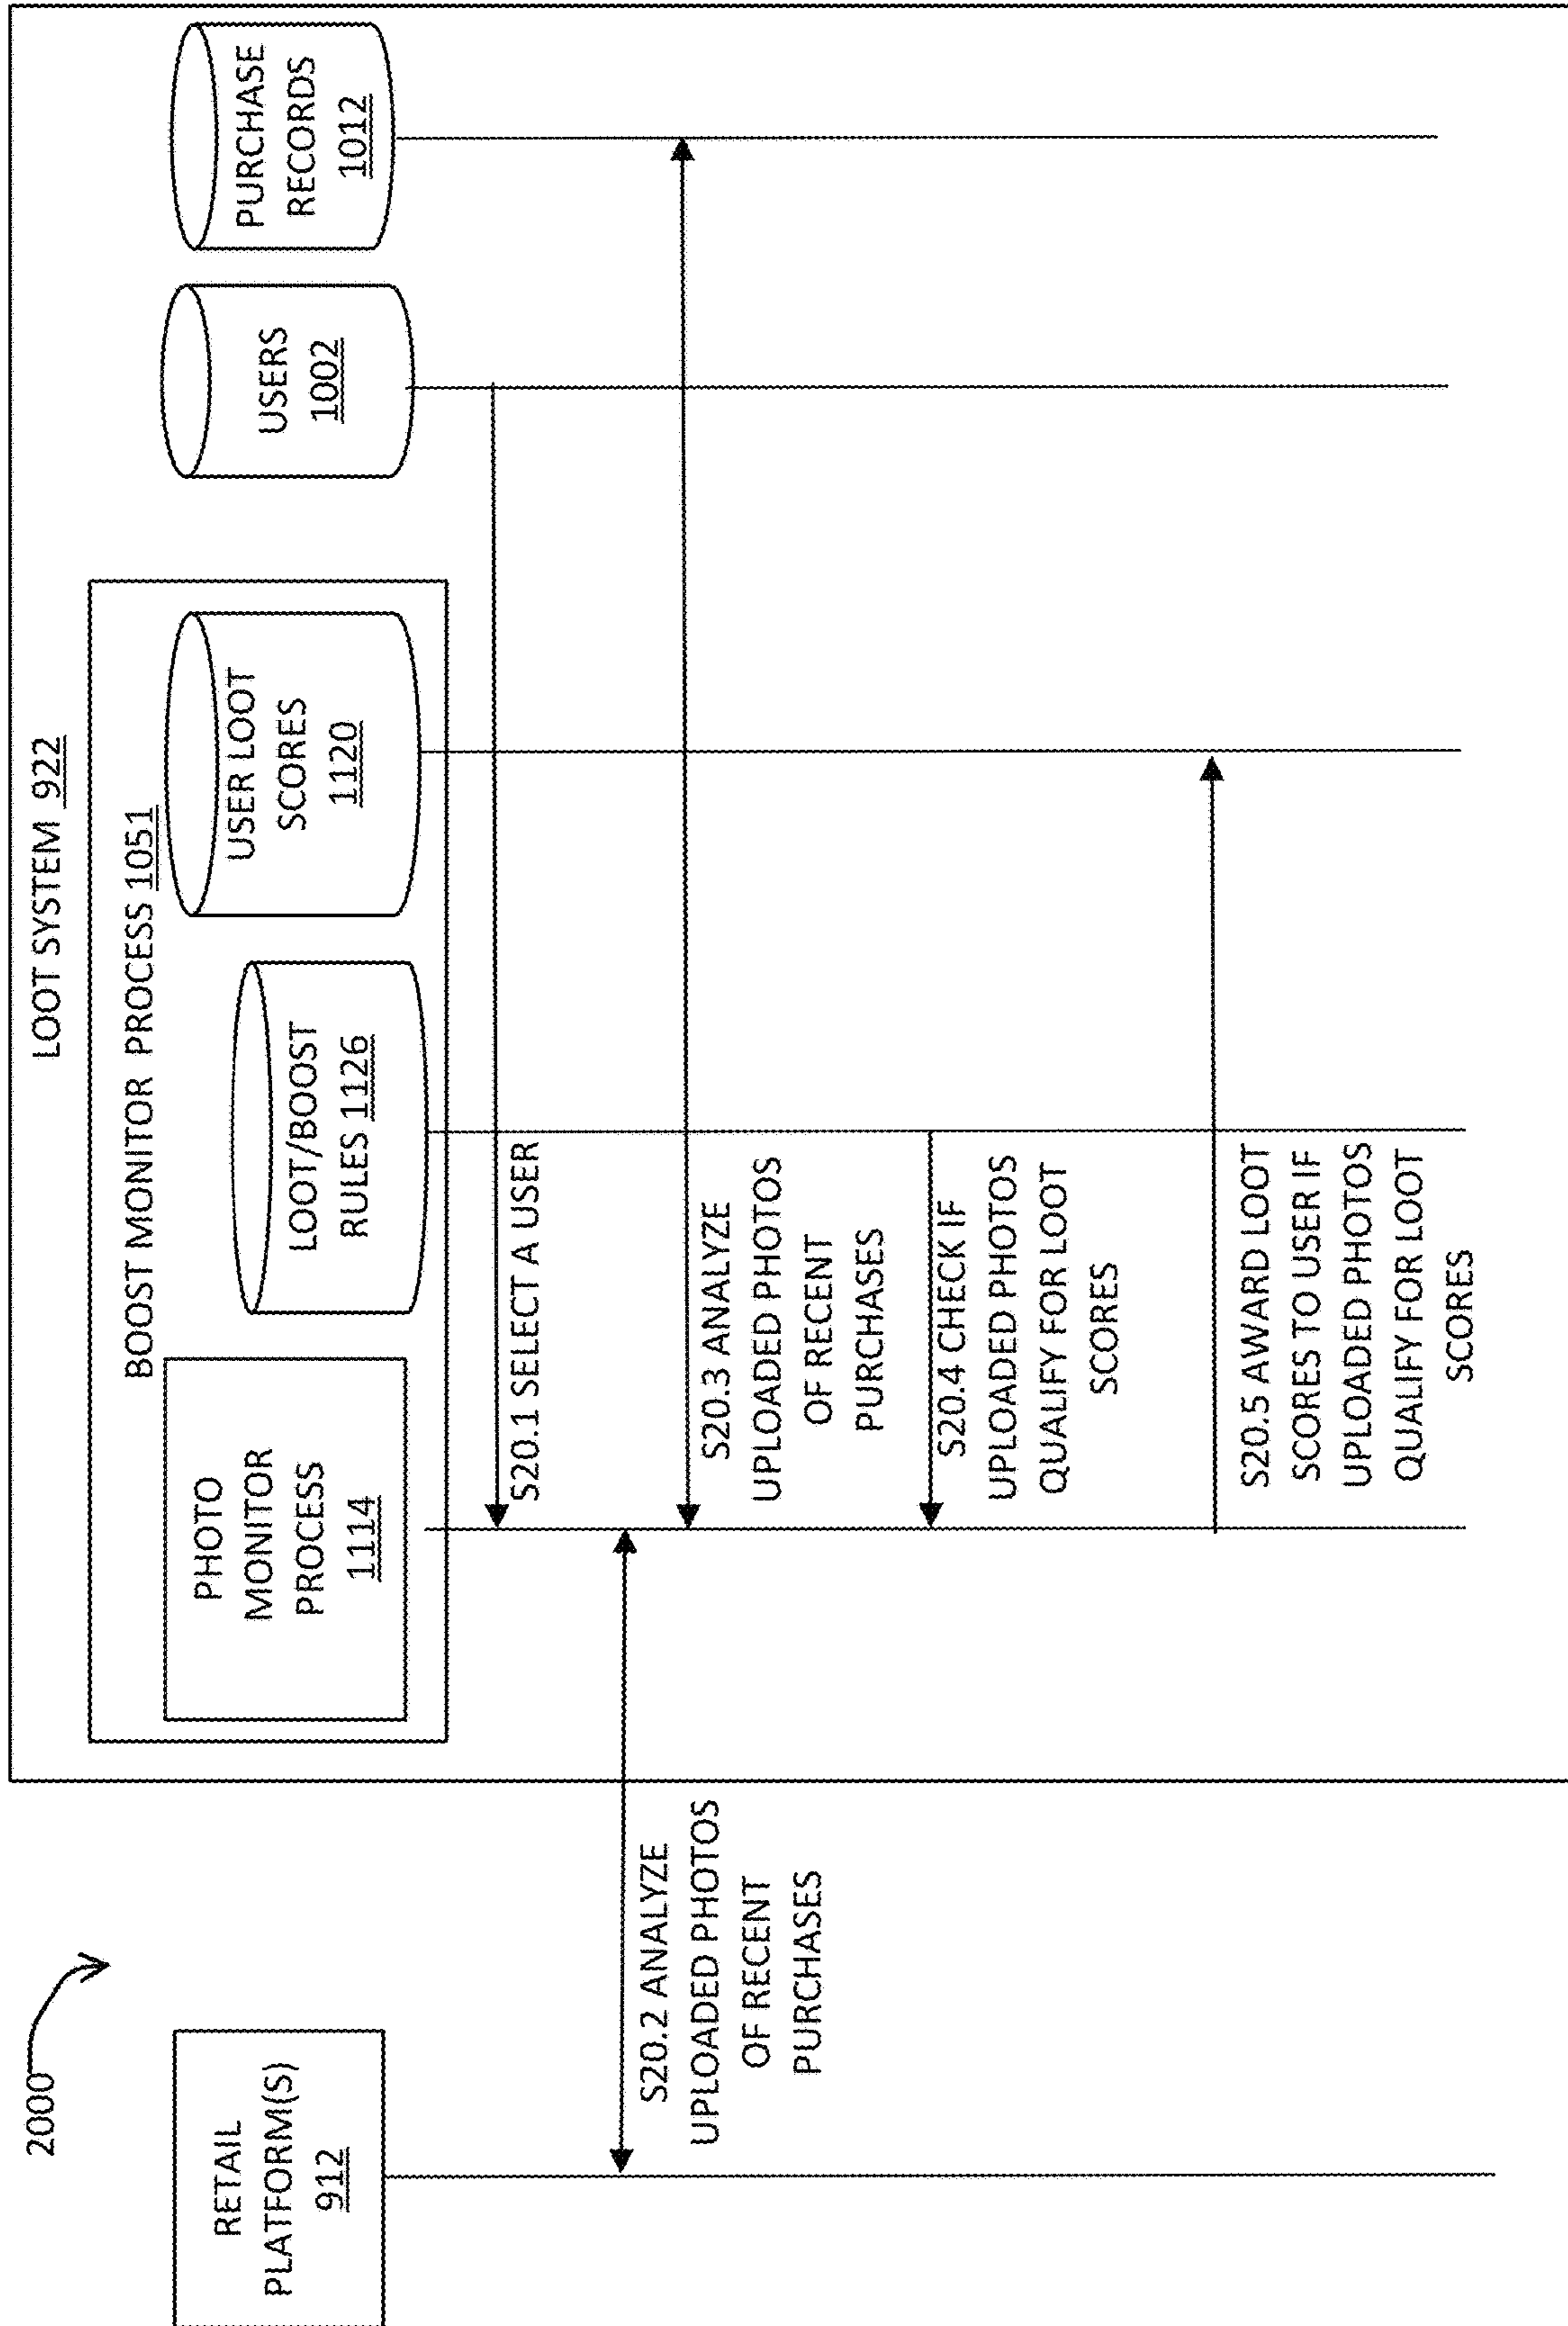 2000
LOOT SYSTEM 922
BOOST MONITOR PROCESS 1051
RETAIL
PLATFORM(S)
912
PHOTO
MONITOR
PROCESS
1114
LOOT/BOOST
RULES 1126
USER LOOT
SCORES
1120
USERS
1002
PURCHASE
RECORDS
1012
S20.1 SELECT A USER
S20.2 ANALYZE
UPLOADED PHOTOS
OF RECENT
PURCHASES
S20.3 ANALYZE
UPLOADED PHOTOS
OF RECENT
PURCHASES
S20.4 CHECK IF
UPLOADED PHOTOS
QUALIFY FOR LOOT
SCORES
S20.5 AWARD LOOT
SCORES TO USER IF
UPLOADED PHOTOS
QUALIFY FOR LOOT
SCORES